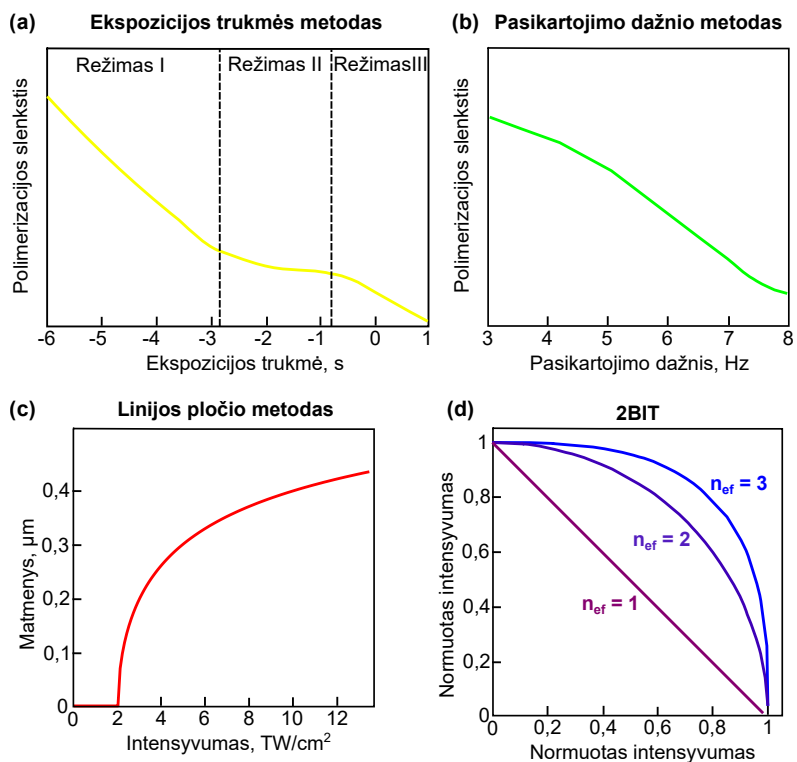 (a) Ekspozicijos trukmės metodas
Režimas I
Režimas II
RežimasIII
Polimerizacijos slenkstis
-6 -5 -4 -3 -2 -1 0 1
Ekspozicijos trukmė, s
(b) Pasikartojimo dažnio metodas
Polimerizacijos slenkstis
3 4 5 6 7 8
Pasikartojimo dažnis, Hz
(c) Linijos pločio metodas
Matmenys, µm
0,4
0,3
0,2
0,1
0
0 2 4 6 8 10 12
Intensyvumas, TW/cm²
(d) 2BIT
Normuotas intensyvumas
1
0,8
0,6
0,4
0,2
0
n_ef = 3
n_ef = 2
n_ef = 1
0 0,2 0,4 0,6 0,8 1
Normuotas intensyvumas